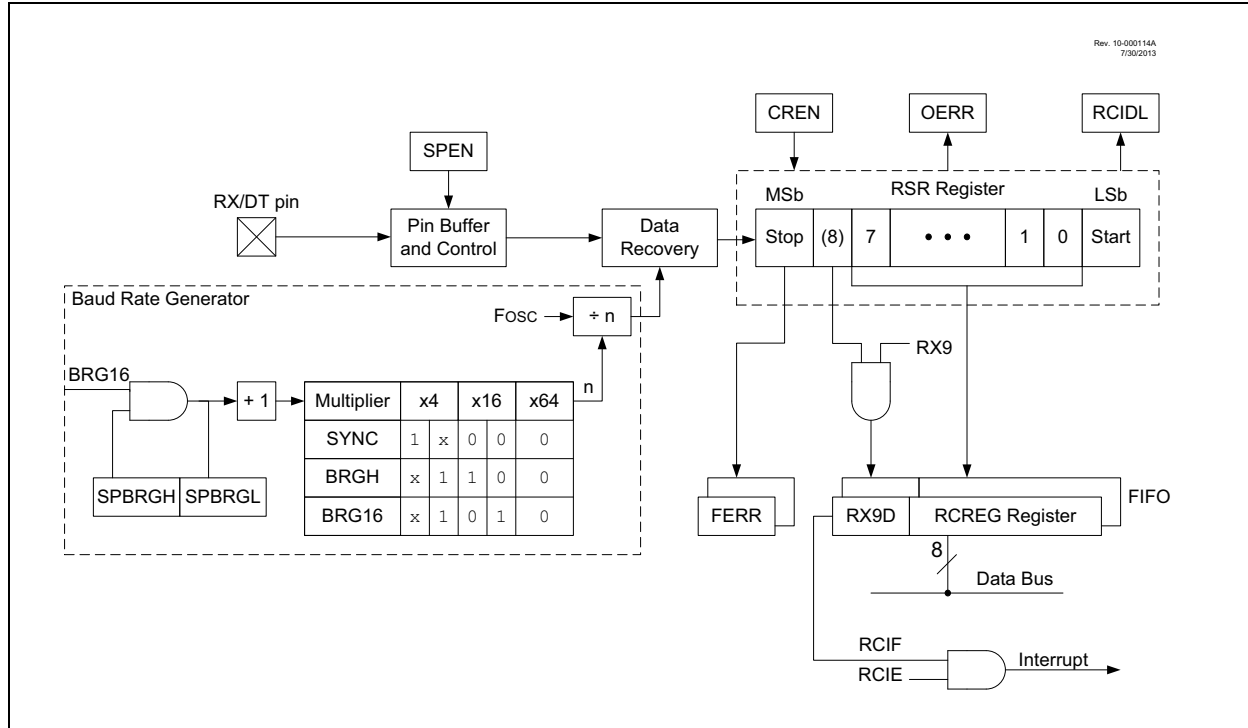 Rev. 10-000114A
7/30/2013
CREN
OERR
RCIDL
SPEN
RSR Register
MSb
LSb
RX/DT pin
Pin Buffer
and Control
Data
Recovery
Stop (8) 7 • • • 1 0 Start
Baud Rate Generator
FOSC
÷ n
RX9
BRG16
n
+ 1
Multiplier x4 x16 x64
SYNC 1 x 0 0 0
BRGH x 1 1 0 0
BRG16 x 1 0 1 0
SPBRGH SPBRGL
FIFO
FERR
RX9D
RCREG Register
8
Data Bus
RCIF
RCIE
Interrupt